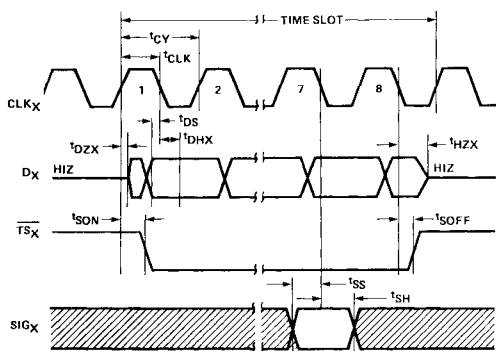 TIME SLOT
tCY
tCLK
CLKX
1
2
7
8
tDS
tDHX
tDZX
tHZX
DX
HIZ
HIZ
tSON
tSOFF
TSX
tSS
tSH
SIGX